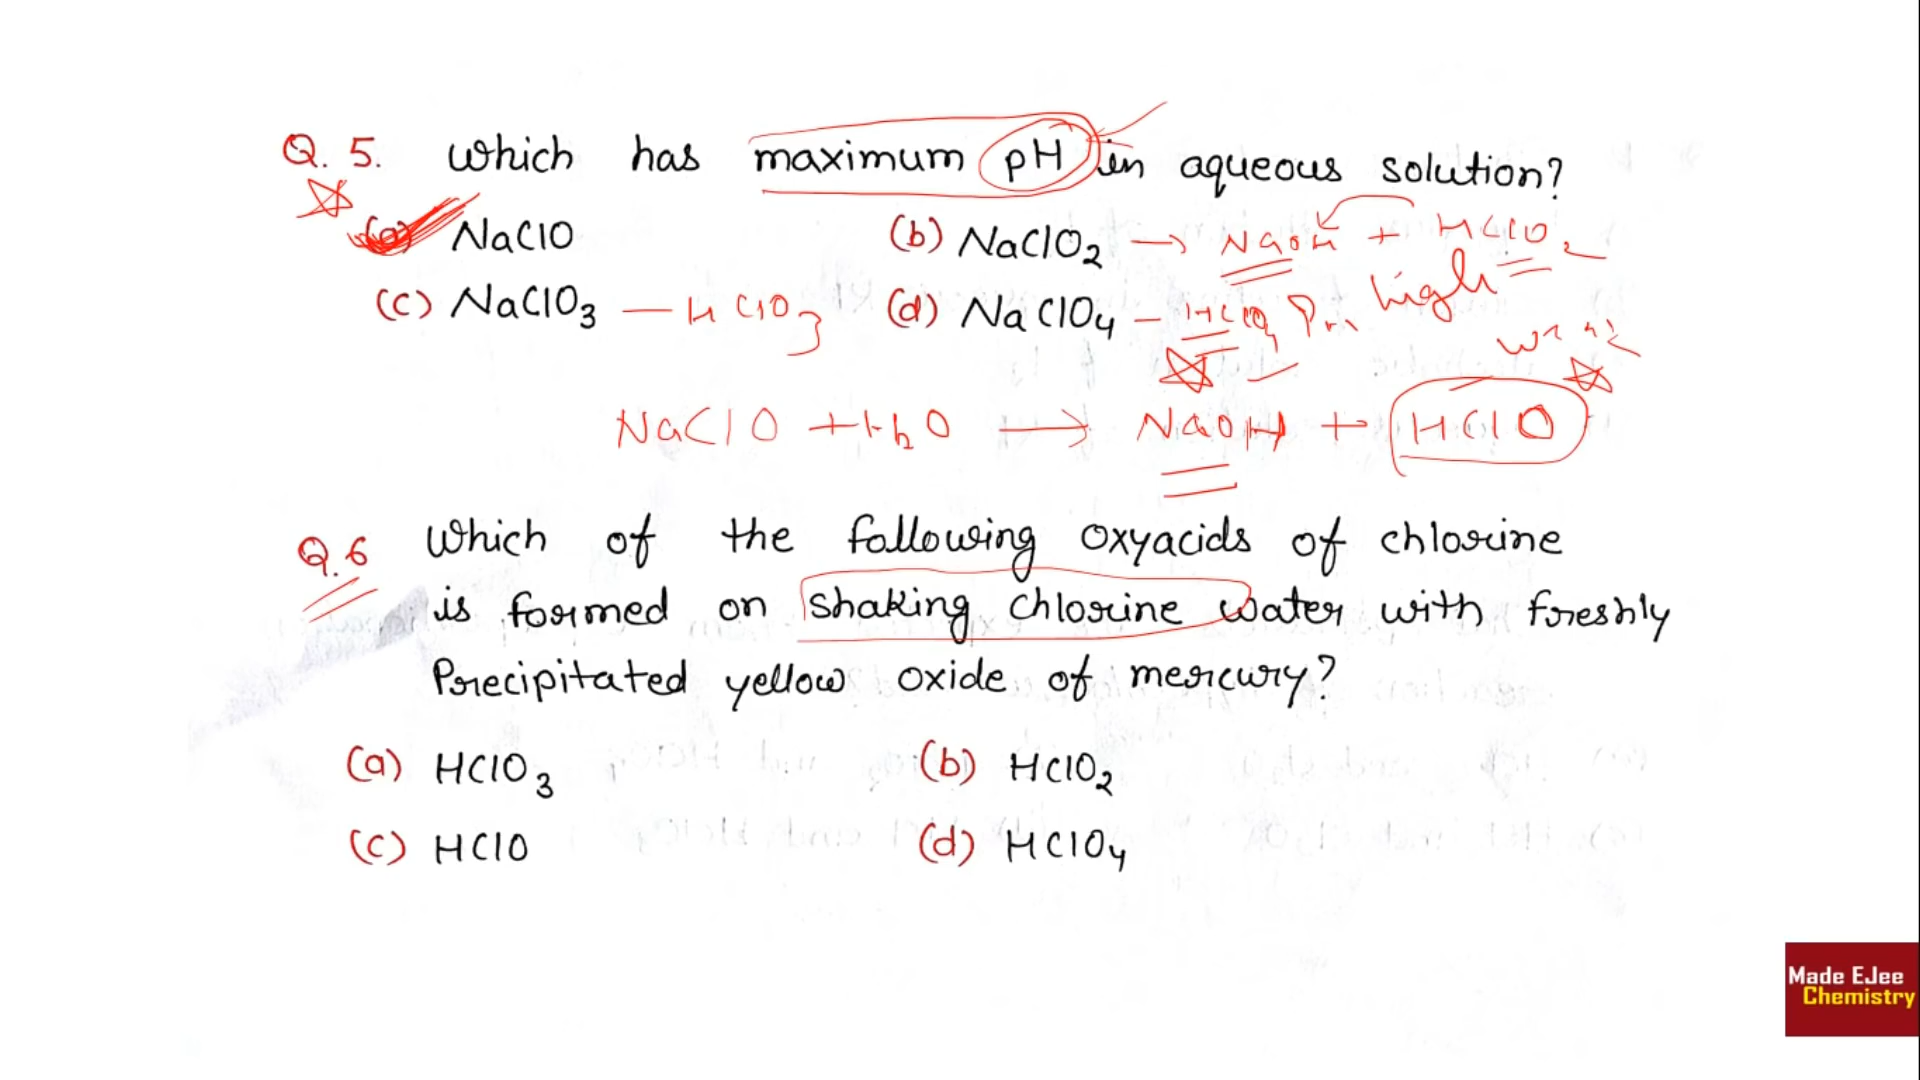 Q. 5. Which has maximum pH in aqueous solution?
(a) NaClO (b) NaClO2 → NaOH + HClO2
high
(c) NaClO3 — HClO3 (d) NaClO4 — HClO4
NaClO + H2O → NaOH + HClO
Q.6 Which of the following oxyacids of chlorine
is formed on shaking chlorine water with freshly
Precipitated yellow oxide of mercury?
(a) HClO3 (b) HClO2
(c) HClO (d) HClO4
Made EJee
Chemistry